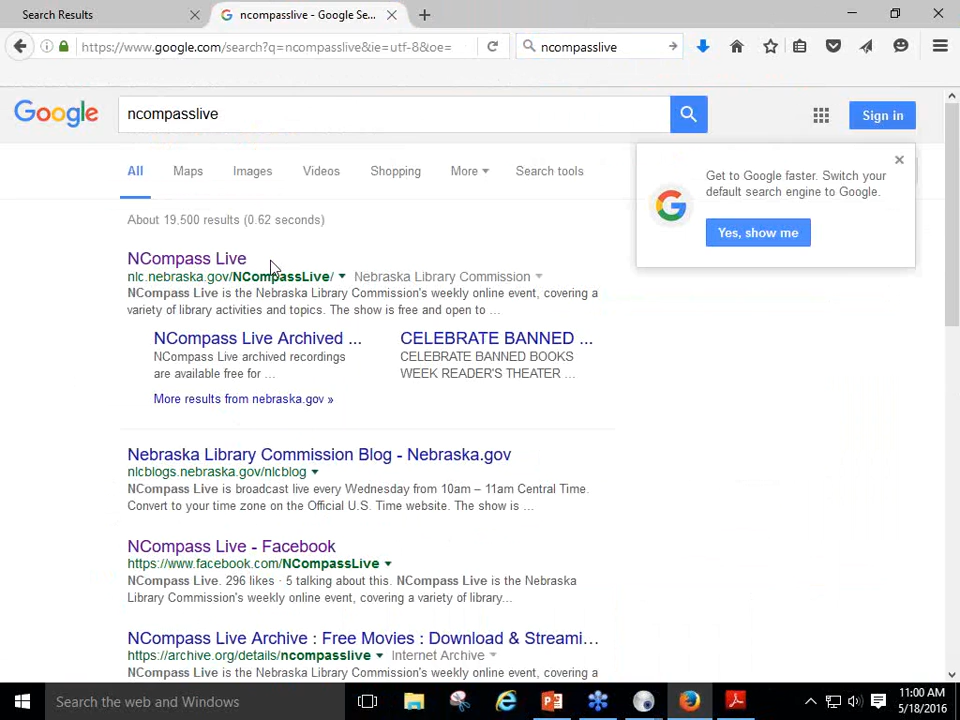 Search Results
ncompasslive - Google Se...
https://www.google.com/search?q=ncompasslive&ie=utf-8&oe=
ncompasslive
Google
ncompasslive
Sign in
All Maps Images Videos Shopping More Search tools
Get to Google faster. Switch your
default search engine to Google.
Yes, show me
About 19,500 results (0.62 seconds)
NCompass Live
nlc.nebraska.gov/NCompassLive/ Nebraska Library Commission
NCompass Live is the Nebraska Library Commission's weekly online event, covering a
variety of library activities and topics. The show is free and open to ...
NCompass Live Archived ...
NCompass Live archived recordings
are available free for ...
CELEBRATE BANNED ...
CELEBRATE BANNED BOOKS
WEEK READER'S THEATER ...
More results from nebraska.gov »
Nebraska Library Commission Blog - Nebraska.gov
nlcblogs.nebraska.gov/nlcblog
NCompass Live is broadcast live every Wednesday from 10am – 11am Central Time.
Convert to your time zone on the Official U.S. Time website. The show is ...
NCompass Live - Facebook
https://www.facebook.com/NCompassLive
NCompass Live. 296 likes · 5 talking about this. NCompass Live is the Nebraska
Library Commission's weekly online event, covering a variety of library...
NCompass Live Archive : Free Movies : Download & Streami...
https://archive.org/details/ncompasslive Internet Archive
NCompass Live is the Nebraska Library Commission's weekly online event, covering a
Search the web and Windows
11:00 AM
5/18/2016